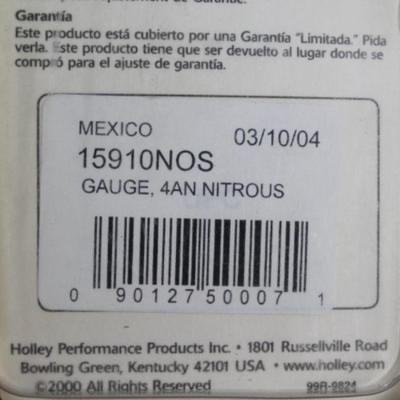 Garantía
Este producto está cubierto por una Garantía "Limitada." Pida
verla. Este producto tiene que ser devuelto al lugar donde se
compró para el ajuste de garantía.
MEXICO 03/10/04
15910NOS
GAUGE, 4AN NITROUS
0 90127 50007 1
Holley Performance Products Inc. • 1801 Russellville Road
Bowling Green, Kentucky 42101 USA • www.holley.com
©2000 All Rights Reserved 99R-9824